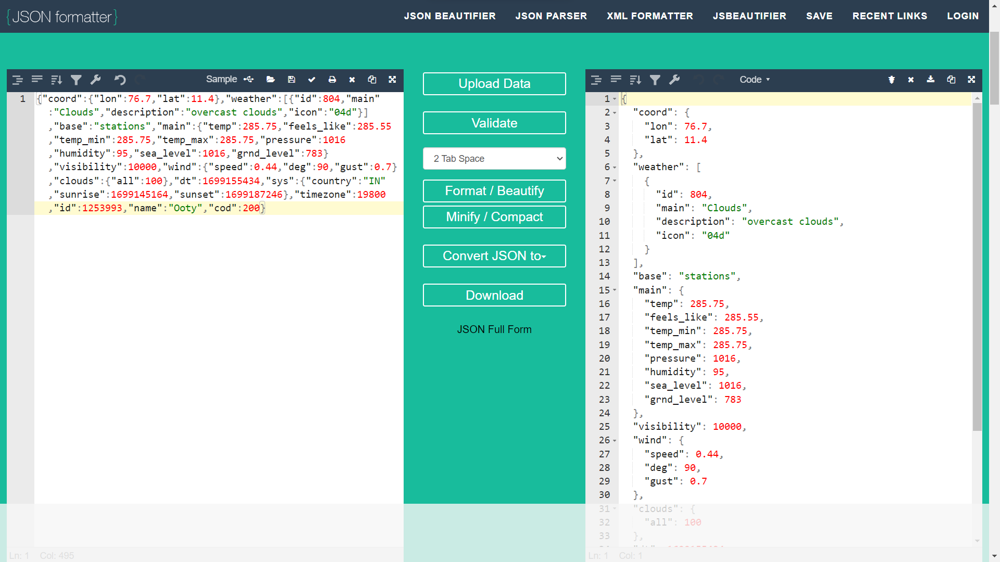 {JSON formatter}
JSON BEAUTIFIER JSON PARSER XML FORMATTER JSBEAUTIFIER SAVE RECENT LINKS LOGIN
Sample
1 {"coord":{"lon":76.7,"lat":11.4},"weather":[{"id":804,"main"
:"Clouds","description":"overcast clouds","icon":"04d"}]
,"base":"stations","main":{"temp":285.75,"feels_like":285.55
,"temp_min":285.75,"temp_max":285.75,"pressure":1016
,"humidity":95,"sea_level":1016,"grnd_level":783}
,"visibility":10000,"wind":{"speed":0.44,"deg":90,"gust":0.7}
,"clouds":{"all":100},"dt":1699155434,"sys":{"country":"IN"
,"sunrise":1699145164,"sunset":1699187246},"timezone":19800
,"id":1253993,"name":"Ooty","cod":200}
Ln: 1 Col: 495
Upload Data
Validate
2 Tab Space
Format / Beautify
Minify / Compact
Convert JSON to
Download
JSON Full Form
Code
1 {
2 "coord": {
3 "lon": 76.7,
4 "lat": 11.4
5 },
6 "weather": [
7 {
8 "id": 804,
9 "main": "Clouds",
10 "description": "overcast clouds",
11 "icon": "04d"
12 }
13 ],
14 "base": "stations",
15 "main": {
16 "temp": 285.75,
17 "feels_like": 285.55,
18 "temp_min": 285.75,
19 "temp_max": 285.75,
20 "pressure": 1016,
21 "humidity": 95,
22 "sea_level": 1016,
23 "grnd_level": 783
24 },
25 "visibility": 10000,
26 "wind": {
27 "speed": 0.44,
28 "deg": 90,
29 "gust": 0.7
30 },
31 "clouds": {
32 "all": 100
33 },
Ln: 1 Col: 1